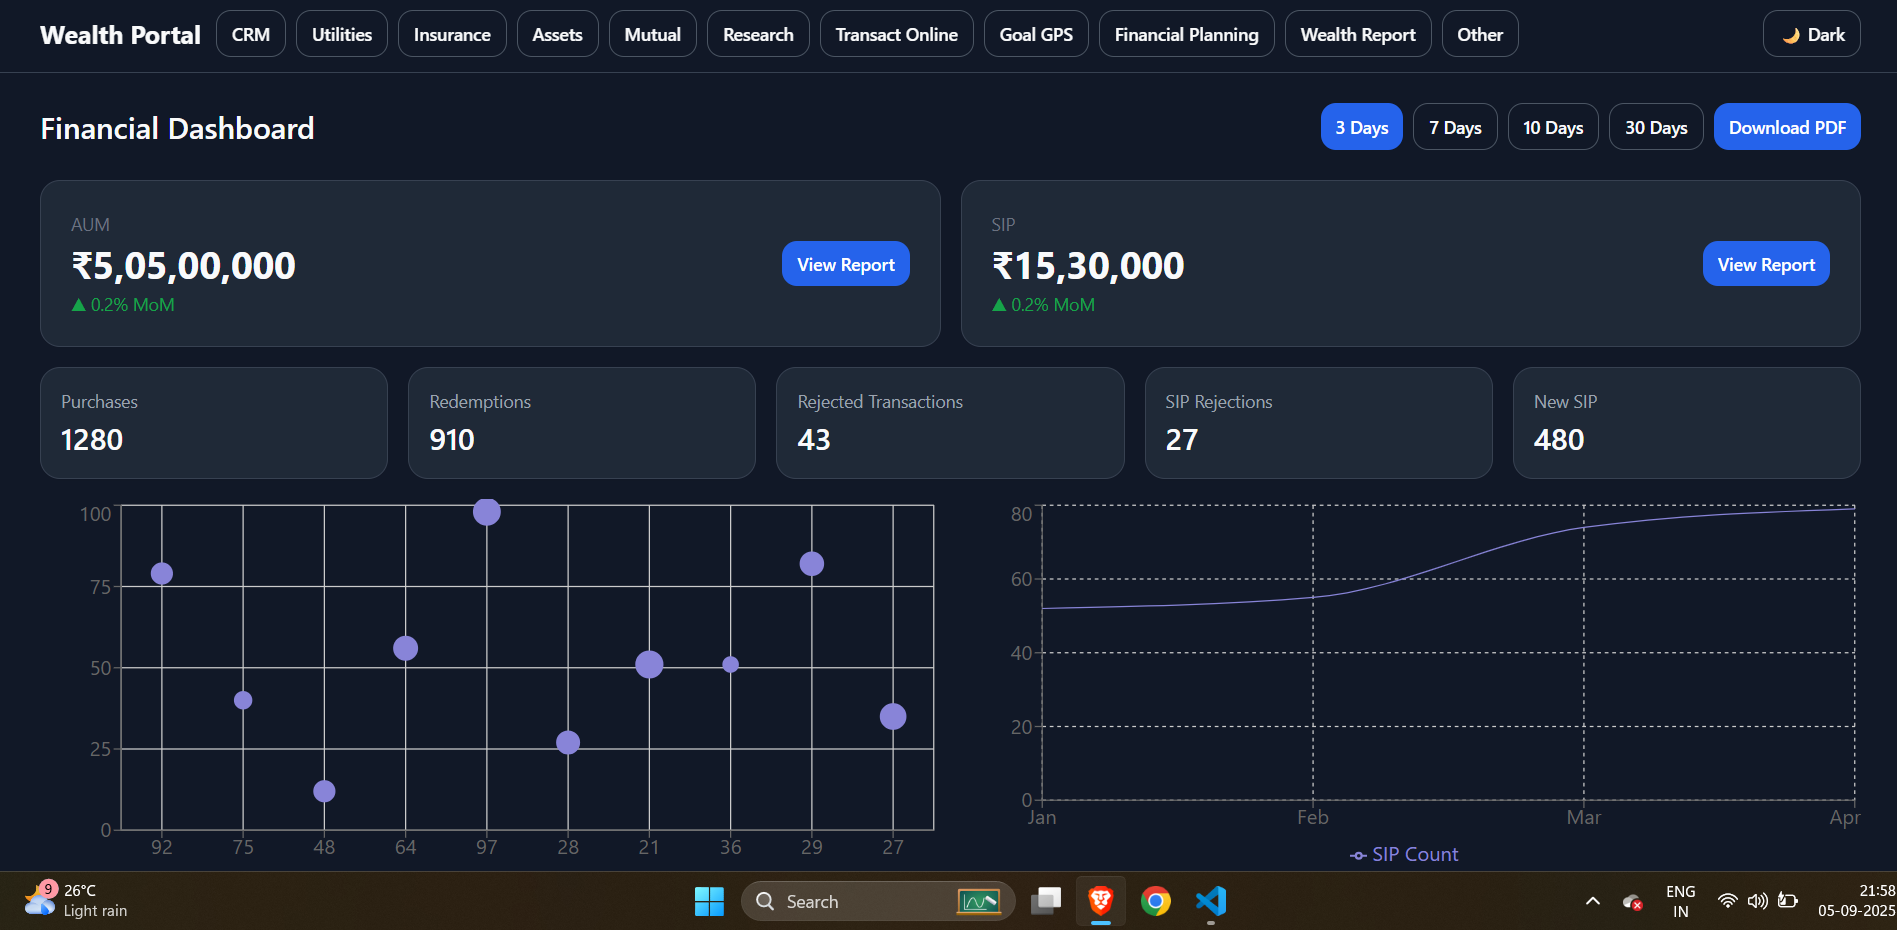 Wealth Portal CRM Utilities Insurance Assets Mutual Research Transact Online Goal GPS Financial Planning Wealth Report Other Dark
Financial Dashboard 3 Days 7 Days 10 Days 30 Days Download PDF
AUM
₹5,05,00,000
▲ 0.2% MoM
View Report
SIP
₹15,30,000
▲ 0.2% MoM
View Report
Purchases
1280
Redemptions
910
Rejected Transactions
43
SIP Rejections
27
New SIP
480
100
75
50
25
0
92 75 48 64 97 28 21 36 29 27
80
60
40
20
0
Jan Feb Mar Apr
SIP Count
9
26°C
Light rain
Search
ENG
IN
21:58
05-09-2025